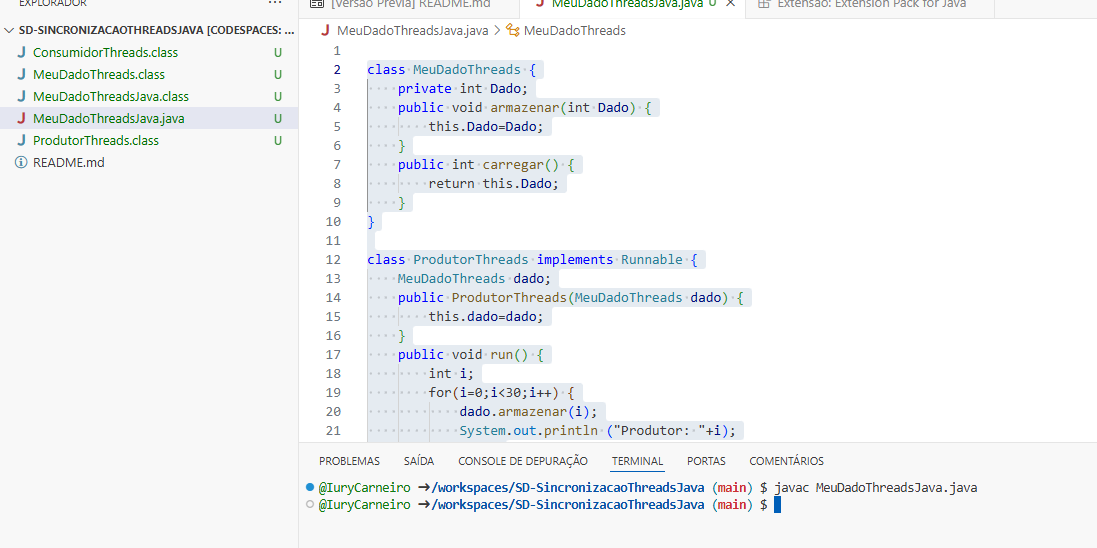 EXPLORADOR ...
[Versão Prévia] README.md MeuDadoThreadsJava.java U Extensão: Extension Pack for Java
SD-SINCRONIZACAOTHREADSJAVA [CODESPACES: ...
ConsumidorThreads.class U
MeuDadoThreads.class U
MeuDadoThreadsJava.class U
MeuDadoThreadsJava.java U
ProdutorThreads.class U
README.md
MeuDadoThreadsJava.java > MeuDadoThreads
1
2 class MeuDadoThreads {
3 private int Dado;
4 public void armazenar(int Dado) {
5 this.Dado=Dado;
6 }
7 public int carregar() {
8 return this.Dado;
9 }
10 }
11
12 class ProdutorThreads implements Runnable {
13 MeuDadoThreads dado;
14 public ProdutorThreads(MeuDadoThreads dado) {
15 this.dado=dado;
16 }
17 public void run() {
18 int i;
19 for(i=0;i<30;i++) {
20 dado.armazenar(i);
21 System.out.println ("Produtor: "+i);
PROBLEMAS SAÍDA CONSOLE DE DEPURAÇÃO TERMINAL PORTAS COMENTÁRIOS
@IuryCarneiro ➜/workspaces/SD-SincronizacaoThreadsJava (main) $ javac MeuDadoThreadsJava.java
@IuryCarneiro ➜/workspaces/SD-SincronizacaoThreadsJava (main) $